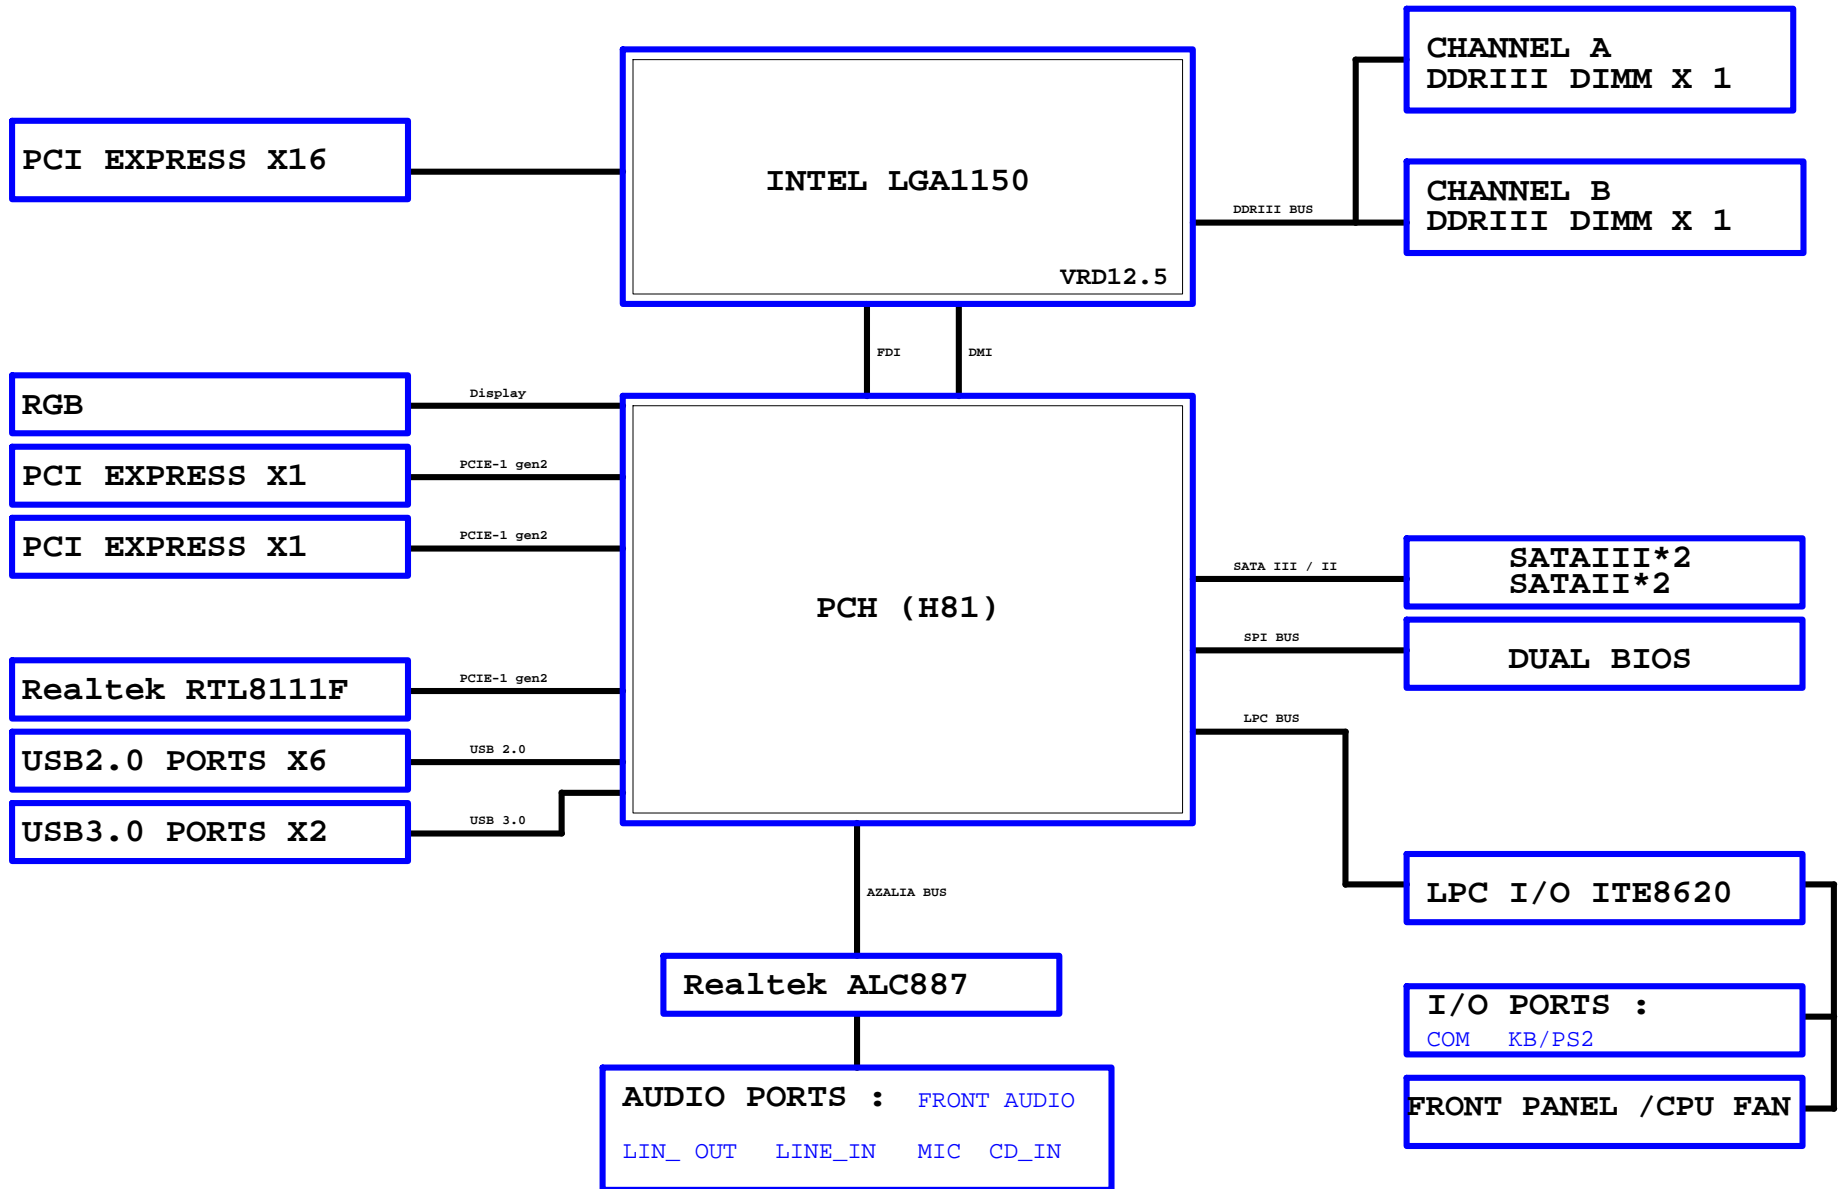 CHANNEL A
DDRIII DIMM X 1
PCI EXPRESS X16
INTEL LGA1150
CHANNEL B
DDRIII DIMM X 1
DDRIII BUS
VRD12.5
FDI
DMI
RGB
Display
PCI EXPRESS X1
PCIE-1 gen2
PCI EXPRESS X1
PCIE-1 gen2
SATA III / II
SATAIII*2
SATAII*2
PCH (H81)
SPI BUS
DUAL BIOS
Realtek RTL8111F
PCIE-1 gen2
LPC BUS
USB2.0 PORTS X6
USB 2.0
USB3.0 PORTS X2
USB 3.0
AZALIA BUS
LPC I/O ITE8620
Realtek ALC887
I/O PORTS :
COM KB/PS2
AUDIO PORTS : FRONT AUDIO
LIN_ OUT LINE_IN MIC CD_IN
FRONT PANEL /CPU FAN